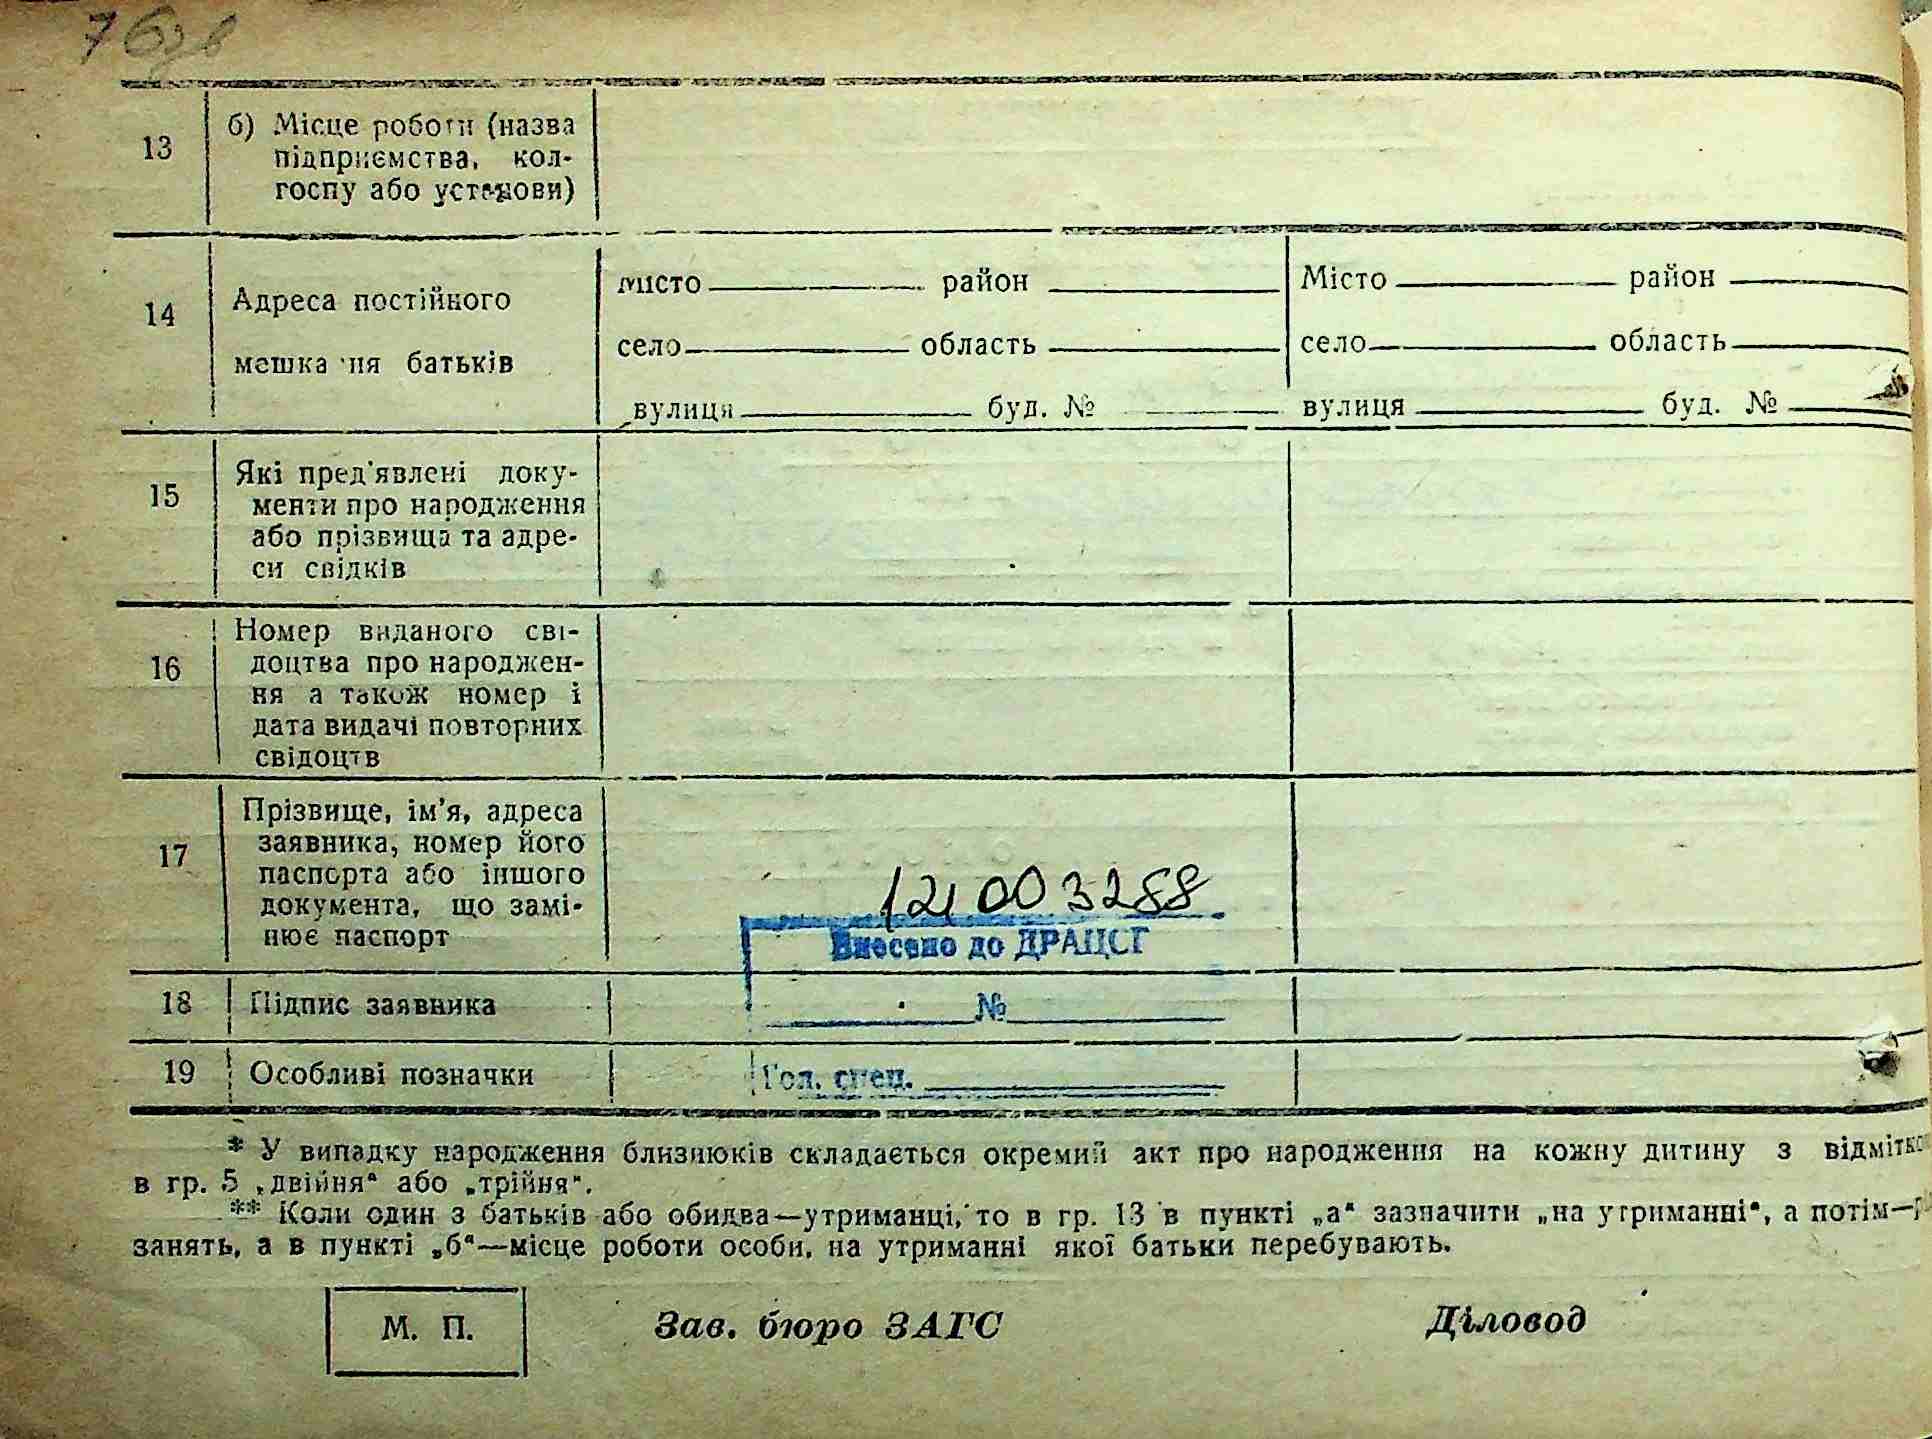 13 б) Місце роботи (назва
підприємства, кол-
госпу або установи)
14 Адреса постійного
мешкання батьків
місто район
село область
вулиця буд. №
Місто район
село область
вулиця буд. №
15 Які пред'явлені доку-
менти про народження
або прізвища та адре-
си свідків
16 Номер виданого сві-
доцтва про народжен-
ня а також номер і
дата видачі повторних
свідоцтв
17 Прізвище, ім'я, адреса
заявника, номер його
паспорта або іншого
документа, що замі-
нює паспорт
121003288
Внесено до ДРАЦСГ
№
Гол. спец.
18 Підпис заявника
19 Особливі позначки
* У випадку народження близнюків складається окремий акт про народження на кожну дитину з відмітко
в гр. 5 „двійня“ або „трійня“.
** Коли один з батьків або обидва—утриманці, то в гр. 13 в пункті „а“ зазначити „на утриманні“, а потім—
занять, а в пункті „б“—місце роботи особи, на утриманні якої батьки перебувають.
М. П. Зав. бюро ЗАГС Діловод